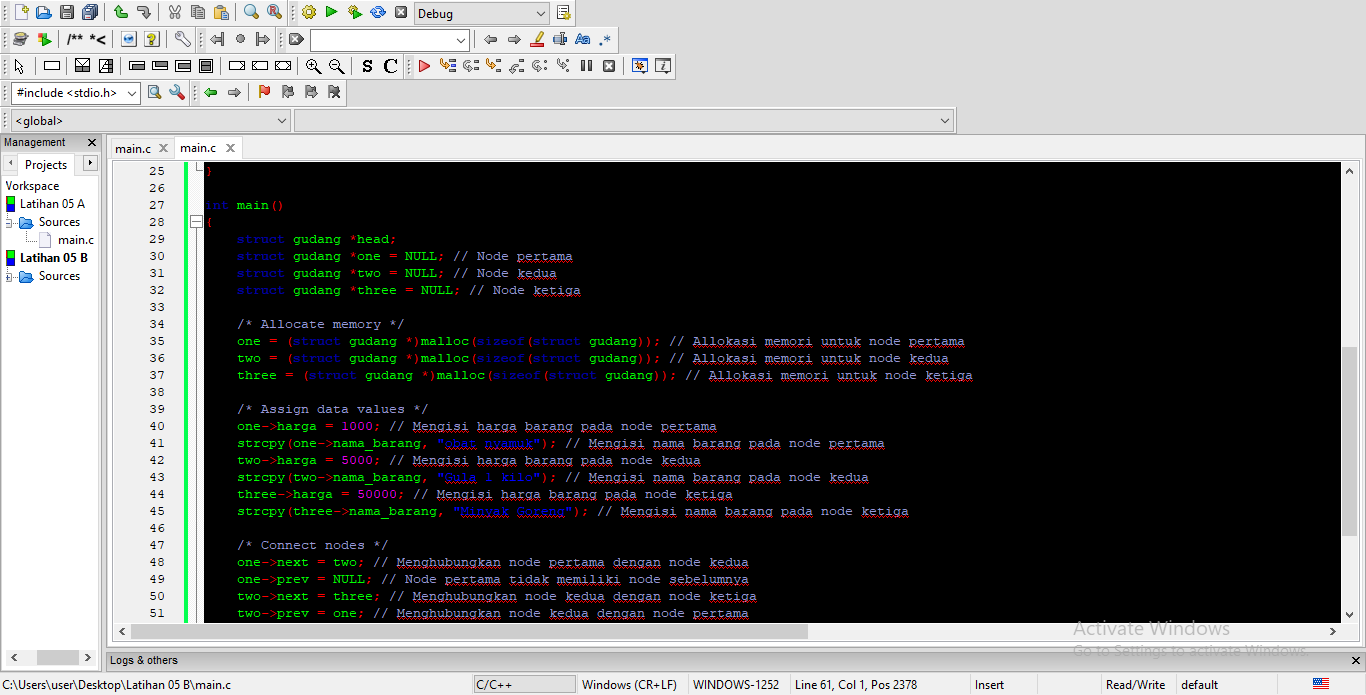 Debug
/** *<
Aa .*
S C
#include <stdio.h>
<global>
Management
main.c main.c
Projects
Workspace
Latihan 05 A
Sources
main.c
Latihan 05 B
Sources
25 }
26
27 int main()
28 {
29 struct gudang *head;
30 struct gudang *one = NULL; // Node pertama
31 struct gudang *two = NULL; // Node kedua
32 struct gudang *three = NULL; // Node ketiga
33
34 /* Allocate memory */
35 one = (struct gudang *)malloc(sizeof(struct gudang)); // Allokasi memori untuk node pertama
36 two = (struct gudang *)malloc(sizeof(struct gudang)); // Allokasi memori untuk node kedua
37 three = (struct gudang *)malloc(sizeof(struct gudang)); // Allokasi memori untuk node ketiga
38
39 /* Assign data values */
40 one->harga = 1000; // Mengisi harga barang pada node pertama
41 strcpy(one->nama_barang, "obat nyamuk"); // Mengisi nama barang pada node pertama
42 two->harga = 5000; // Mengisi harga barang pada node kedua
43 strcpy(two->nama_barang, "Gula 1 kilo"); // Mengisi nama barang pada node kedua
44 three->harga = 50000; // Mengisi harga barang pada node ketiga
45 strcpy(three->nama_barang, "Minyak Goreng"); // Mengisi nama barang pada node ketiga
46
47 /* Connect nodes */
48 one->next = two; // Menghubungkan node pertama dengan node kedua
49 one->prev = NULL; // Node pertama tidak memiliki node sebelumnya
50 two->next = three; // Menghubungkan node kedua dengan node ketiga
51 two->prev = one; // Menghubungkan node kedua dengan node pertama
Activate Windows
Go to Settings to activate Windows.
Logs & others
C:\Users\user\Desktop\Latihan 05 B\main.c C/C++ Windows (CR+LF) WINDOWS-1252 Line 61, Col 1, Pos 2378 Insert Read/Write default